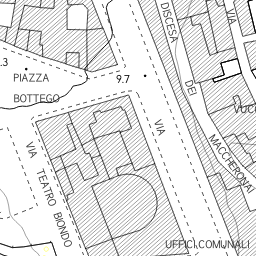 DISCESA
DEI
MACCHERONAI
VIA
.3
PIAZZA
BOTTEGO
9.7
VIA
VIA
TEATRO
BIONDO
UFFICI COMUNALI